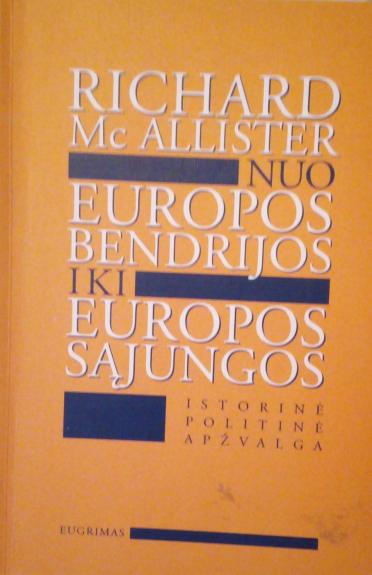 RICHARD
Mc ALLISTER
NUO
EUROPOS
BENDRIJOS
IKI
EUROPOS
SĄJUNGOS
ISTORINĖ
POLITINĖ
APŽVALGA
EUGRIMAS